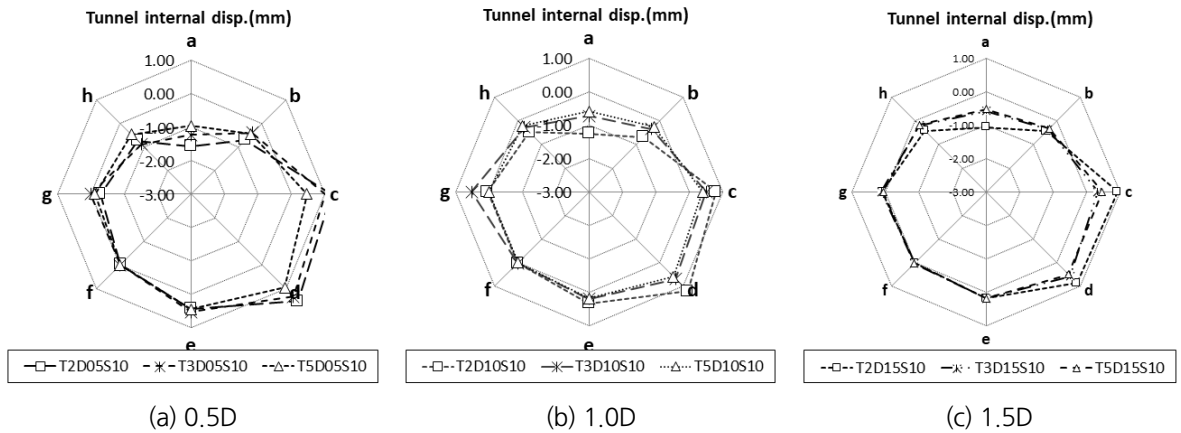 Tunnel internal disp.(mm)
a
1.00
0.00
-1.00
-2.00
-3.00
b
c
d
e
f
g
h
T2D05S10 T3D05S10 T5D05S10
(a) 0.5D
Tunnel internal disp.(mm)
a
1.00
0.00
-1.00
-2.00
-3.00
b
c
d
e
f
g
h
T2D10S10 T3D10S10 T5D10S10
(b) 1.0D
Tunnel internal disp.(mm)
a
1.00
0.00
-1.00
-2.00
-3.00
b
c
d
e
f
g
h
T2D15S10 T3D15S10 T5D15S10
(c) 1.5D